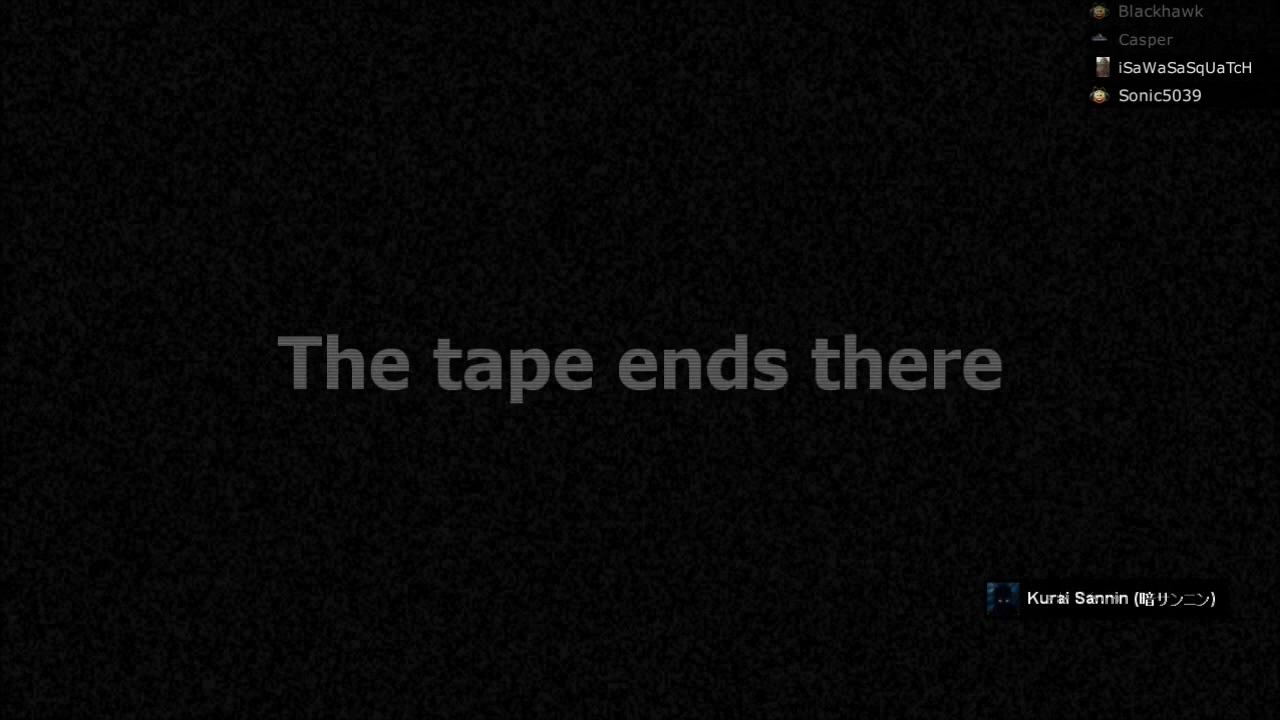 Blackhawk
Casper
iSaWaSaSqUaTcH
Sonic5039
The tape ends there
Kurai Sannin (暗サンニン)